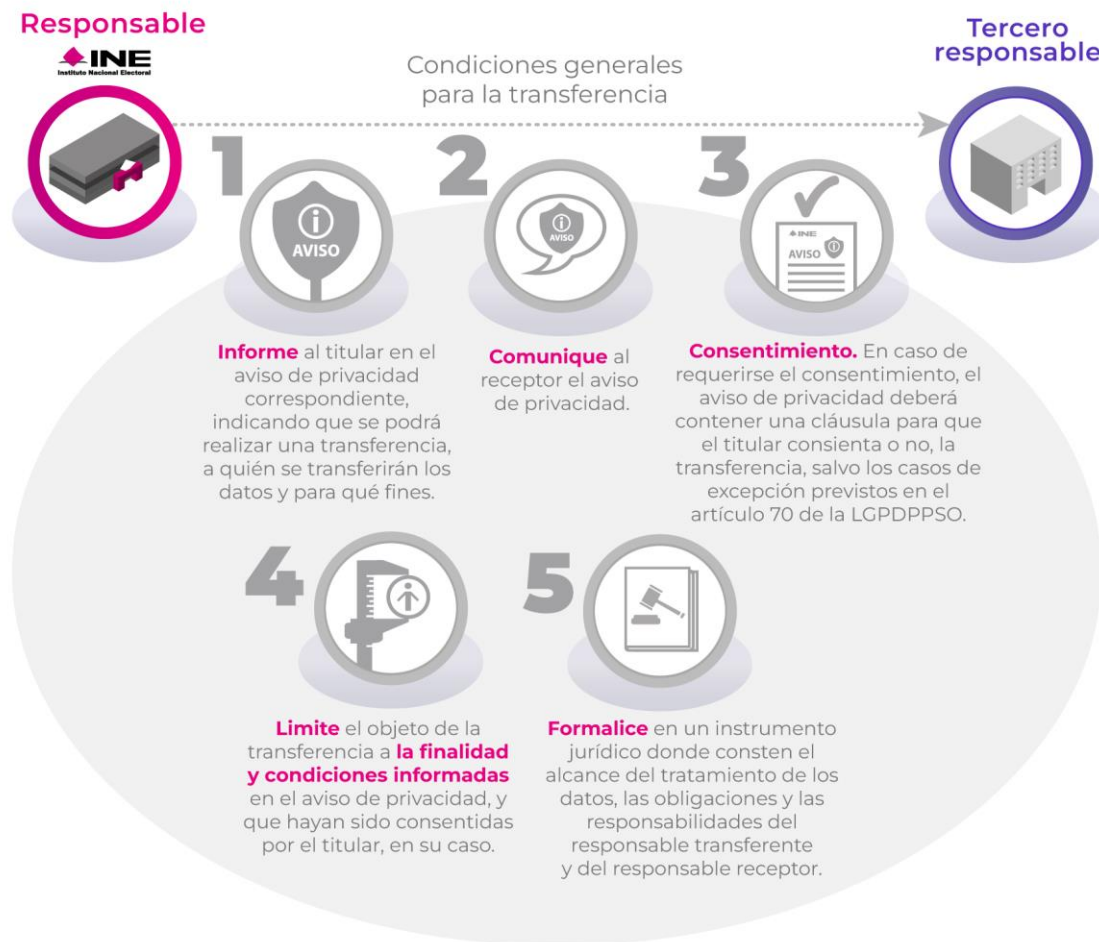 Responsable
INE
Instituto Nacional Electoral
Tercero
responsable
Condiciones generales
para la transferencia
1
AVISO
Informe al titular en el
aviso de privacidad
correspondiente,
indicando que se podrá
realizar una transferencia,
a quién se transferirán los
datos y para qué fines.
2
AVISO
Comunique al
receptor el aviso
de privacidad.
3
INE
AVISO
Consentimiento. En caso de
requerirse el consentimiento, el
aviso de privacidad deberá
contener una cláusula para que
el titular consienta o no, la
transferencia, salvo los casos de
excepción previstos en el
artículo 70 de la LGPDPPSO.
4
Limite el objeto de la
transferencia a la finalidad
y condiciones informadas
en el aviso de privacidad, y
que hayan sido consentidas
por el titular, en su caso.
5
Formalice en un instrumento
jurídico donde consten el
alcance del tratamiento de los
datos, las obligaciones y las
responsabilidades del
responsable transferente
y del responsable receptor.